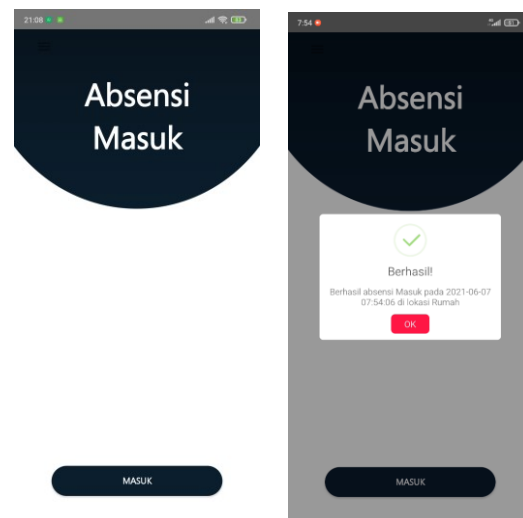 21:08
Absensi
Masuk
MASUK
7:54
Absensi
Masuk
Berhasil!
Berhasil absensi Masuk pada 2021-06-07
07:54:06 di lokasi Rumah
OK
MASUK